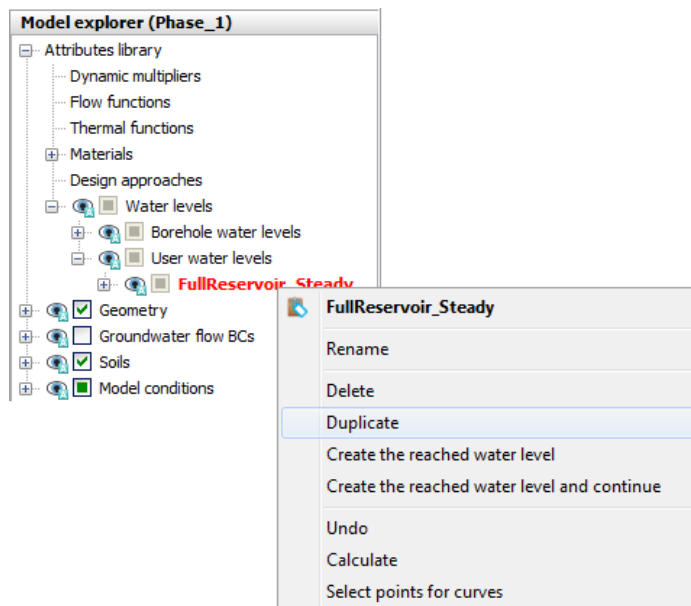 Model explorer (Phase_1)
Attributes library
Dynamic multipliers
Flow functions
Thermal functions
Materials
Design approaches
Water levels
Borehole water levels
User water levels
FullReservoir_Steady
Geometry
Groundwater flow BCs
Soils
Model conditions
FullReservoir_Steady
Rename
Delete
Duplicate
Create the reached water level
Create the reached water level and continue
Undo
Calculate
Select points for curves